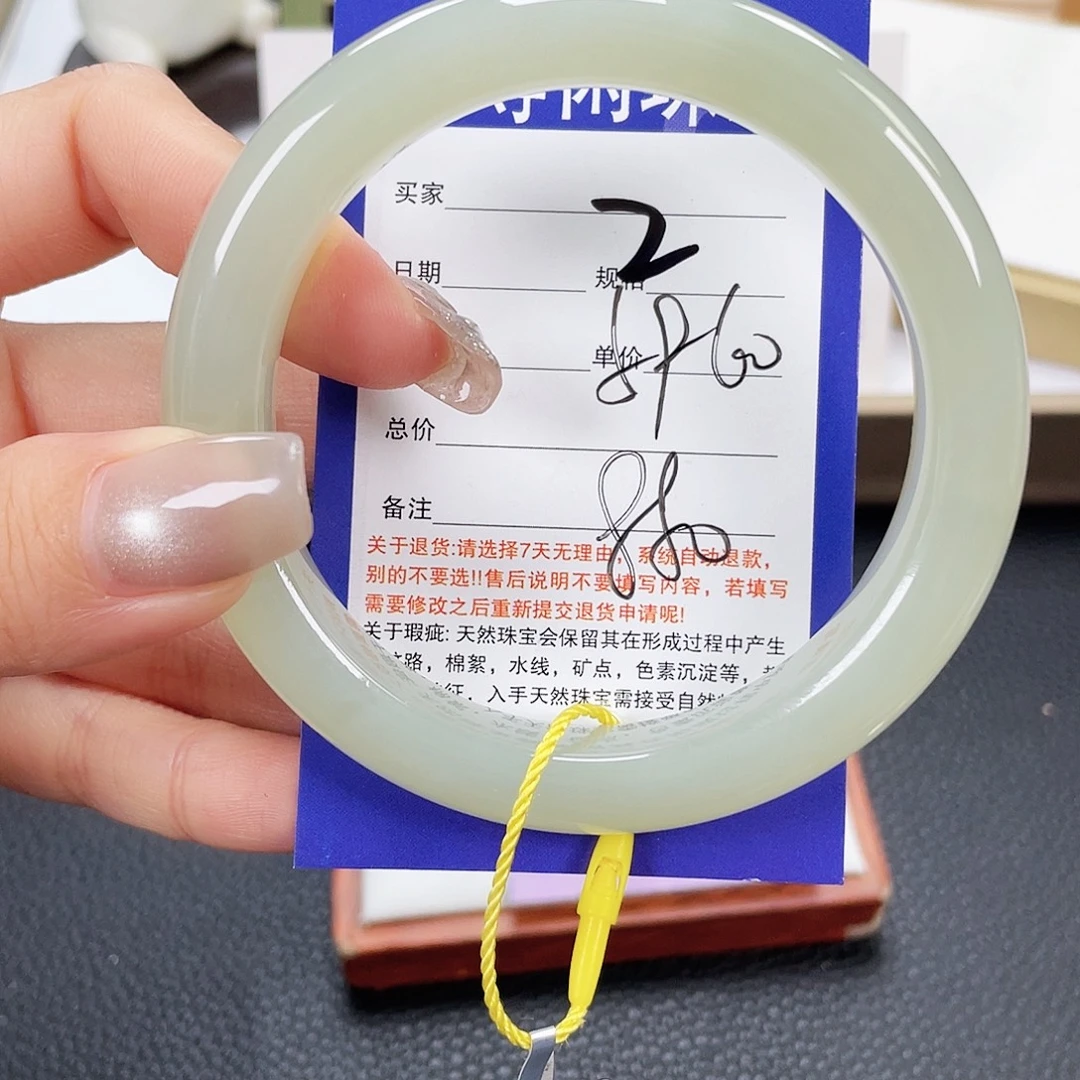 买家
2
日期 规格
单价
总价
备注
关于退货:请选择7天无理由,系统自动退款,
别的不要选!!售后说明不要填写内容,若填写
需要修改之后重新提交退货申请呢!
关于瑕疵: 天然珠宝会保留其在形成过程中产生
路,棉絮,水线,矿点,色素沉淀等,
征. 入手天然珠宝需接受自然